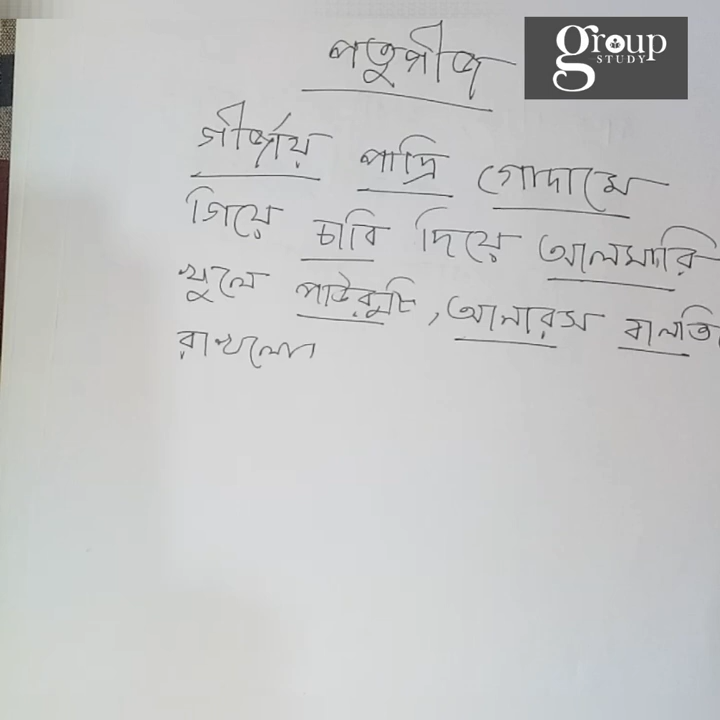 group
STUDY
পর্তুগীজ
গীর্জায় পাদ্রি গোদামে
গিয়ে চাবি দিয়ে আলমারি
খুলে পাউরুটি, আনারস বালতি
রাখলো।